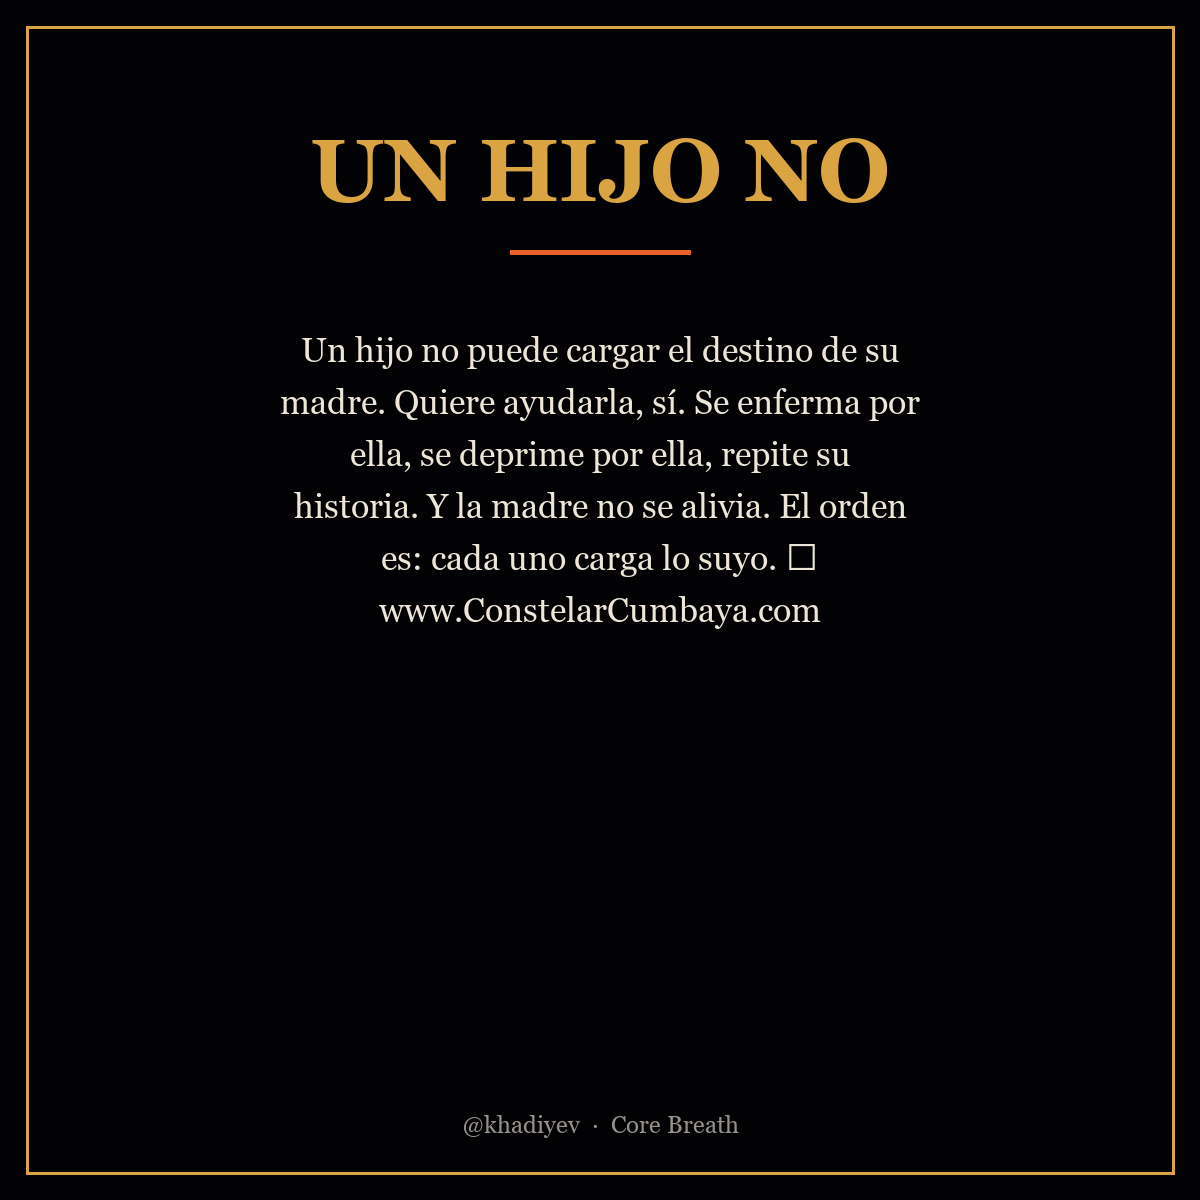 UN HIJO NO
Un hijo no puede cargar el destino de su
madre. Quiere ayudarla, sí. Se enferma por
ella, se deprime por ella, repite su
historia. Y la madre no se alivia. El orden
es: cada uno carga lo suyo. □
www.ConstelarCumbaya.com
@khadiyev · Core Breath